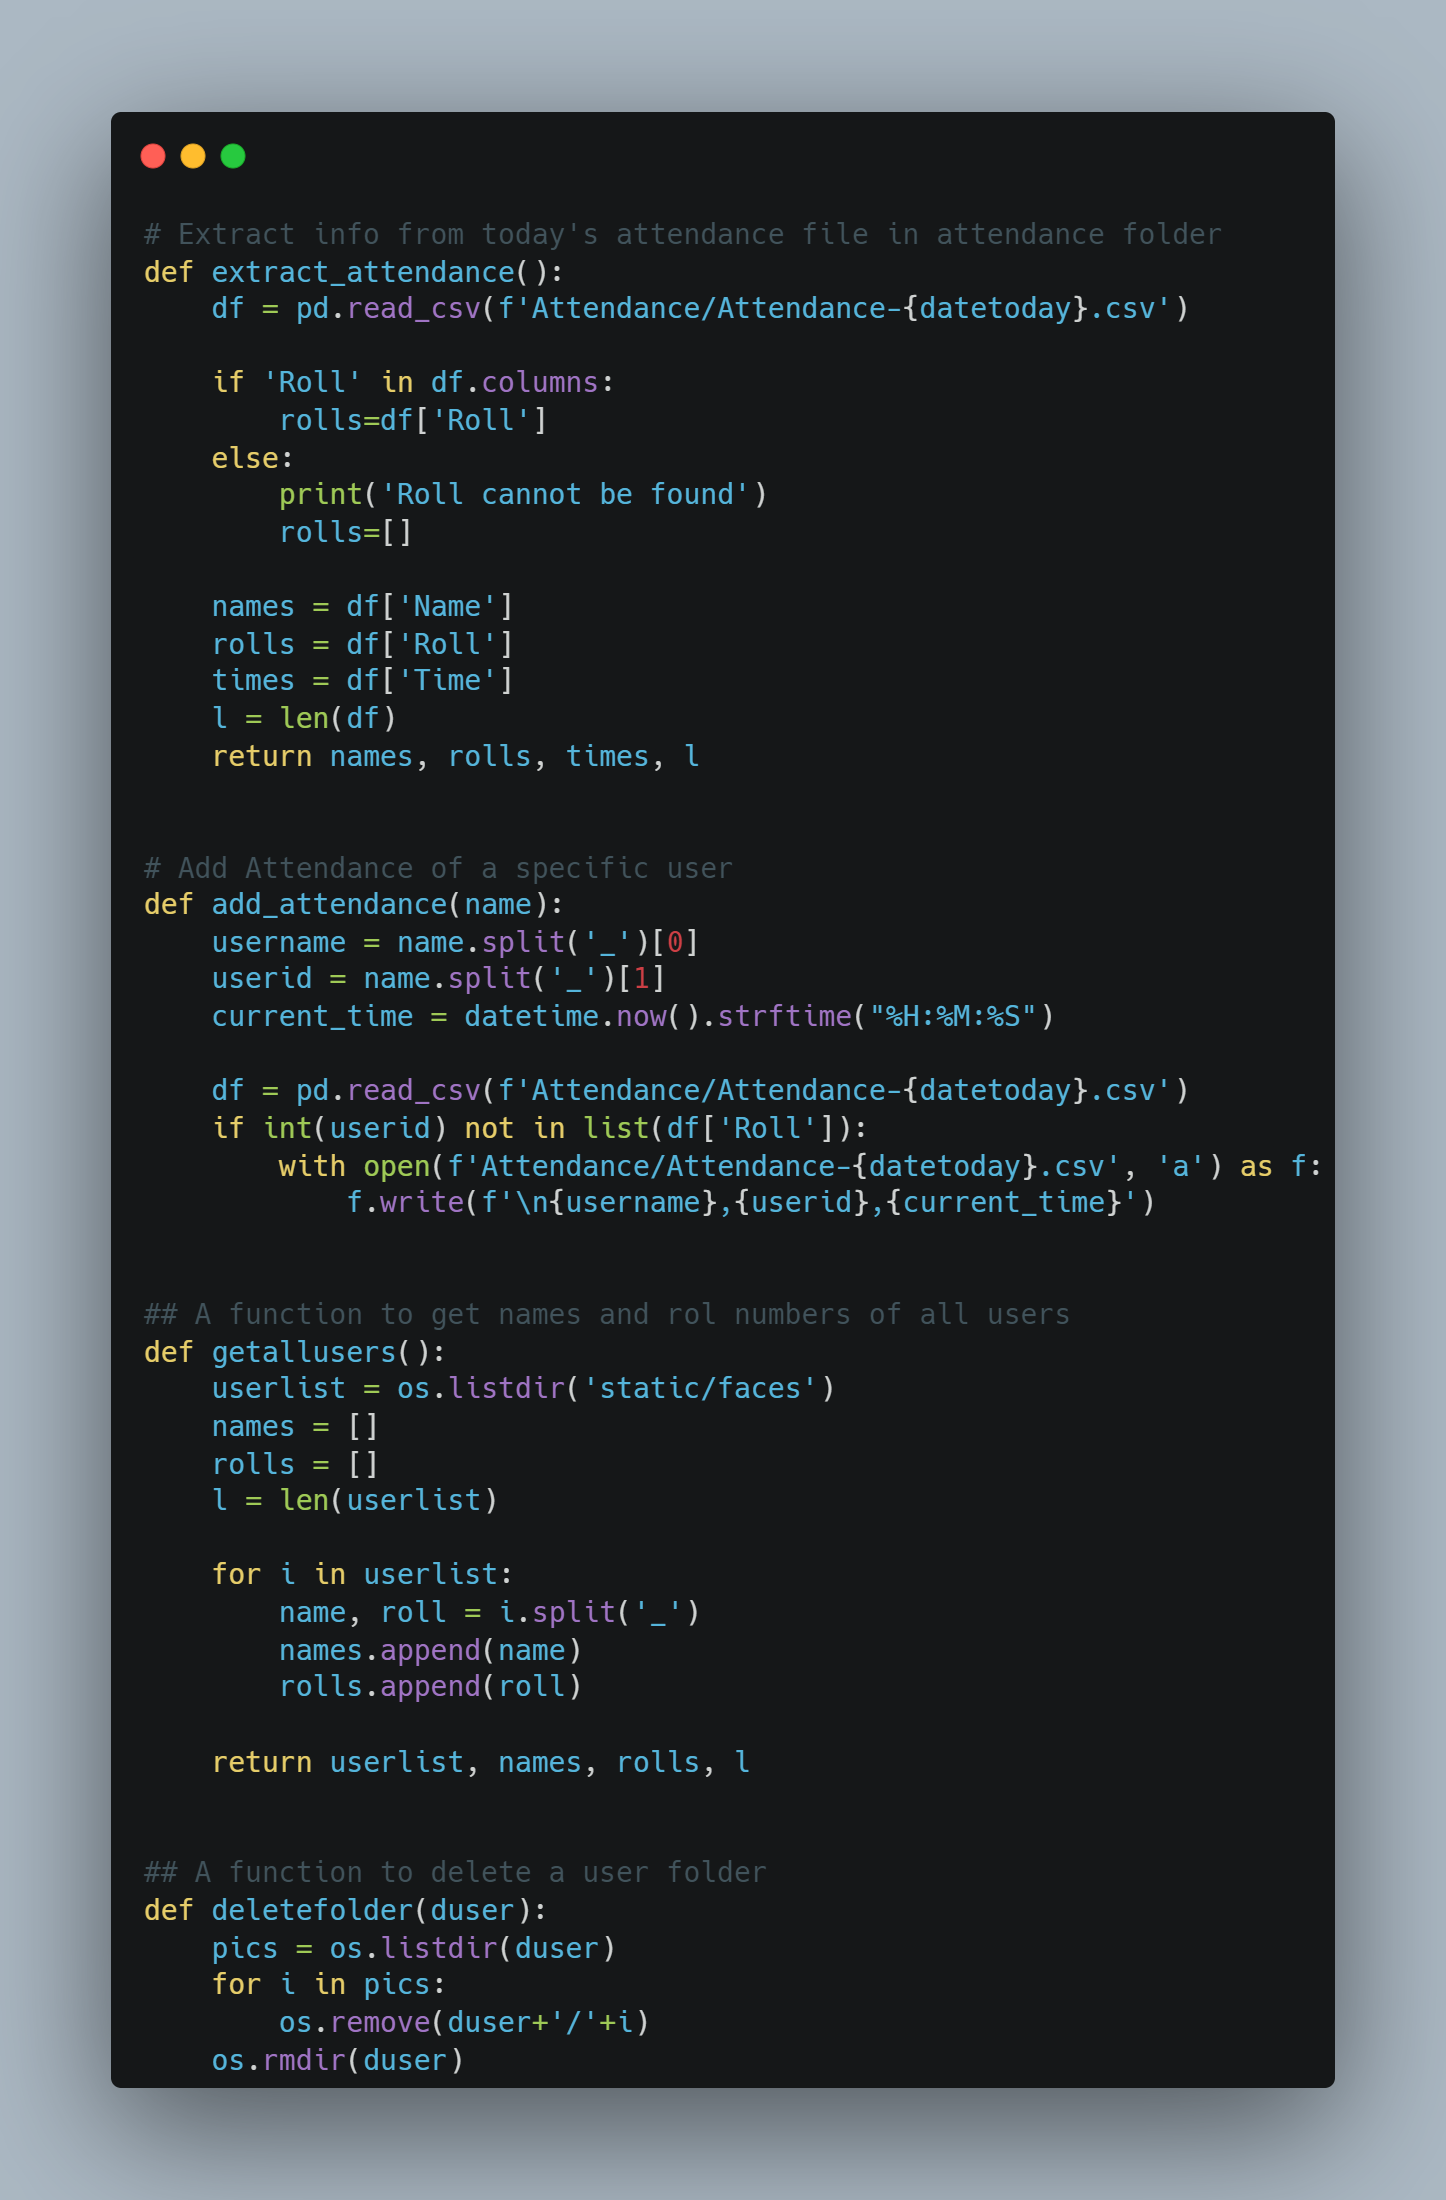 # Extract info from today's attendance file in attendance folder
def extract_attendance():
    df = pd.read_csv(f'Attendance/Attendance-{datetoday}.csv')

    if 'Roll' in df.columns:
        rolls=df['Roll']
    else:
        print('Roll cannot be found')
        rolls=[]

    names = df['Name']
    rolls = df['Roll']
    times = df['Time']
    l = len(df)
    return names, rolls, times, l


# Add Attendance of a specific user
def add_attendance(name):
    username = name.split('_')[0]
    userid = name.split('_')[1]
    current_time = datetime.now().strftime("%H:%M:%S")

    df = pd.read_csv(f'Attendance/Attendance-{datetoday}.csv')
    if int(userid) not in list(df['Roll']):
        with open(f'Attendance/Attendance-{datetoday}.csv', 'a') as f:
            f.write(f'\n{username},{userid},{current_time}')


## A function to get names and rol numbers of all users
def getallusers():
    userlist = os.listdir('static/faces')
    names = []
    rolls = []
    l = len(userlist)

    for i in userlist:
        name, roll = i.split('_')
        names.append(name)
        rolls.append(roll)

    return userlist, names, rolls, l


## A function to delete a user folder
def deletefolder(duser):
    pics = os.listdir(duser)
    for i in pics:
        os.remove(duser+'/'+i)
    os.rmdir(duser)